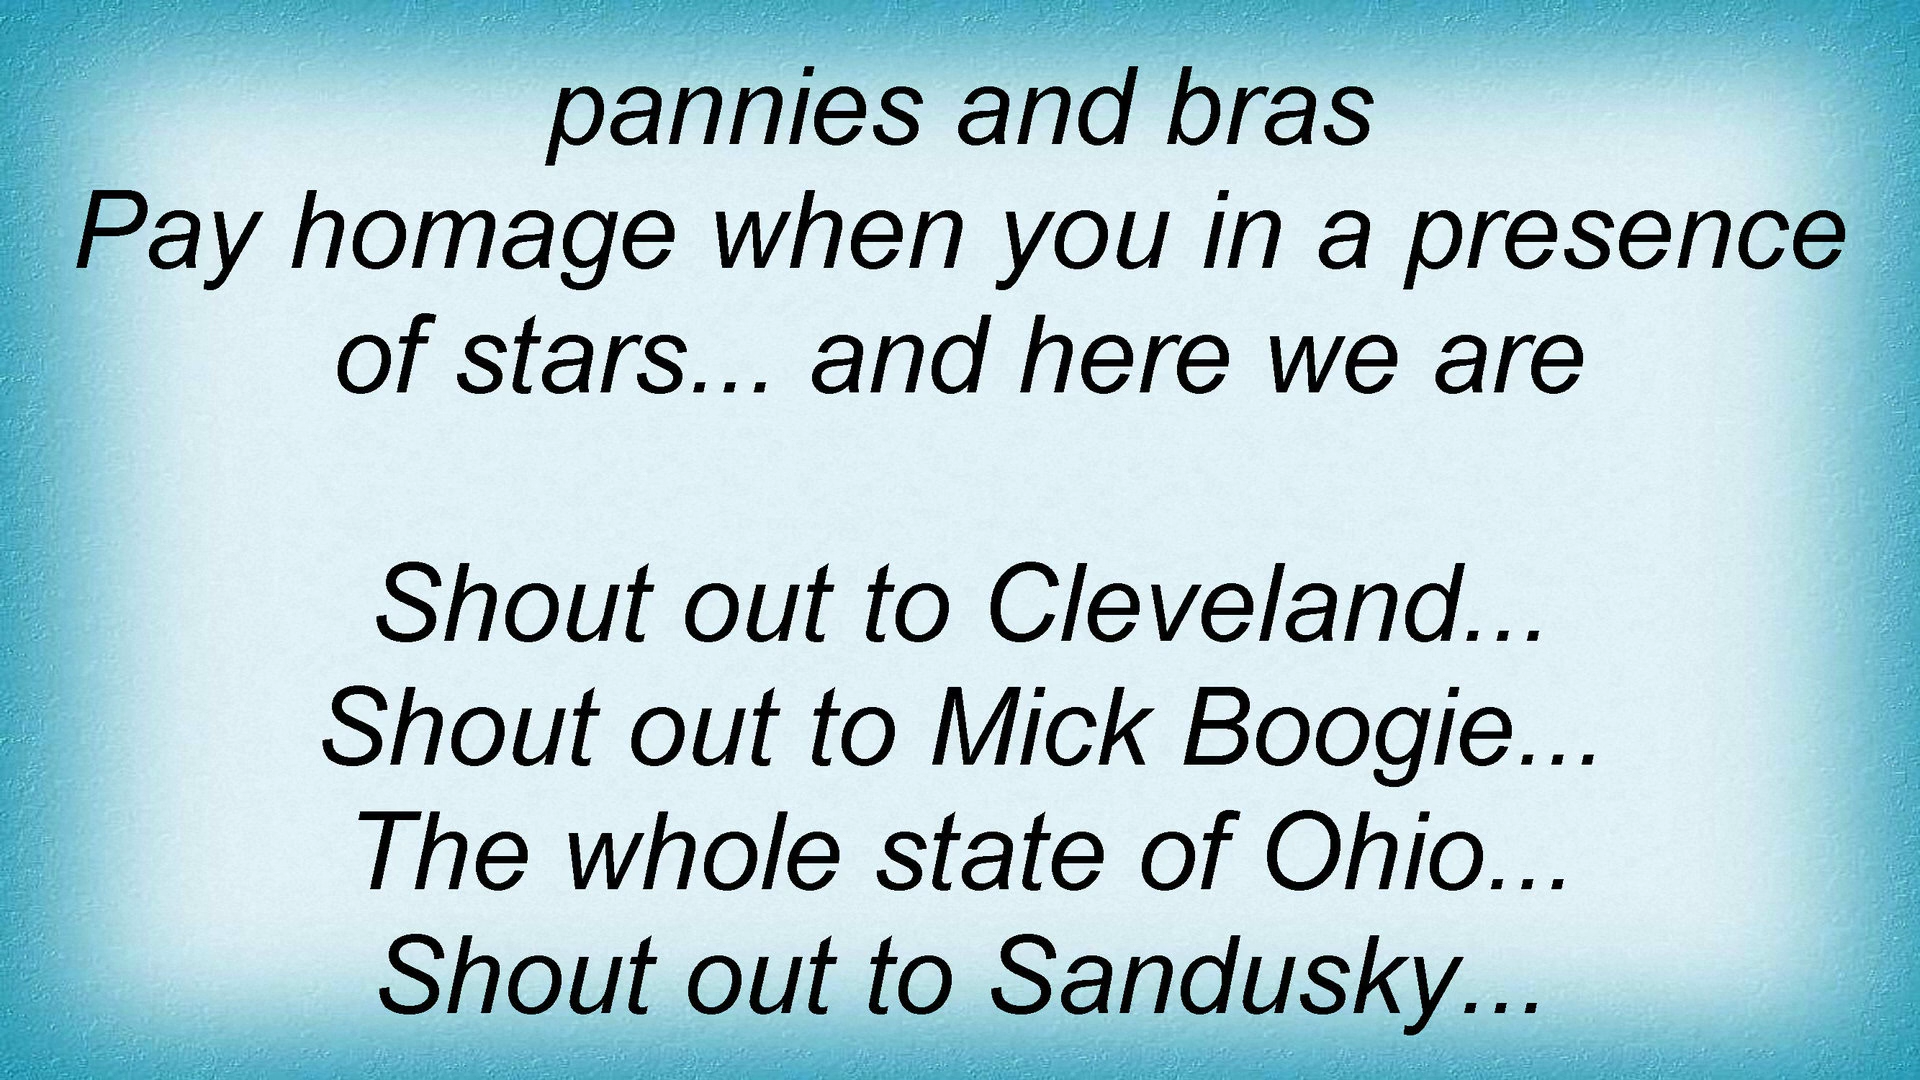 pannies and bras
Pay homage when you in a presence
of stars... and here we are
Shout out to Cleveland...
Shout out to Mick Boogie...
The whole state of Ohio...
Shout out to Sandusky...